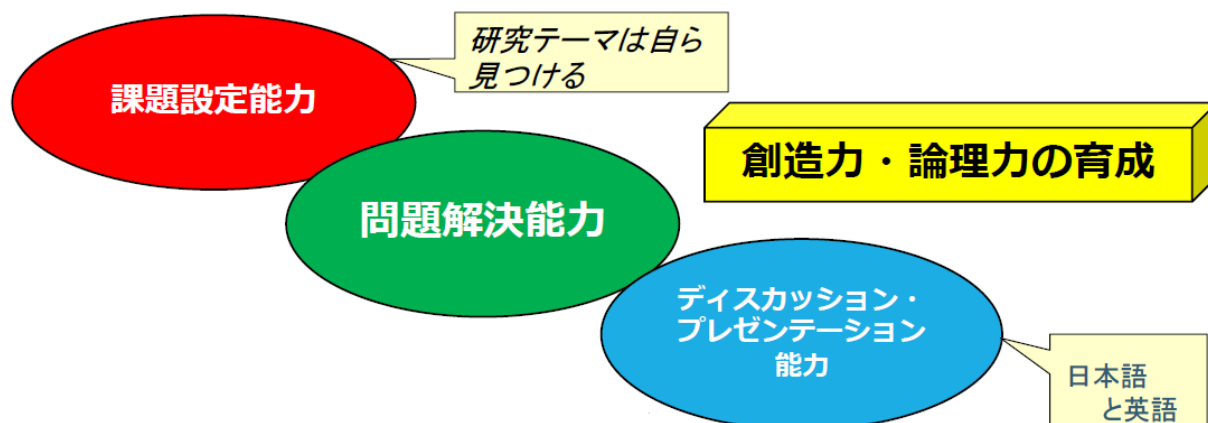 研究テーマは自ら
見つける
課題設定能力
創造力・論理力の育成
問題解決能力
ディスカッション・
プレゼンテーション
能力
日本語
と英語